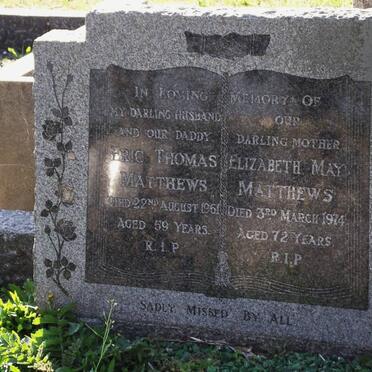 In Loving
My Darling Husband
And Our Daddy
Eric Thomas
Matthews
Died 22nd August 1961
Aged 59 Years.
R.I.P
Memory Of
Our
Darling Mother
Elizabeth May
Matthews
Died 3rd March 1974
Aged 72 Years
R.I.P
Sadly Missed By All